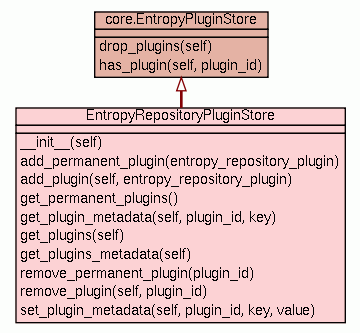 core.EntropyPluginStore
drop_plugins(self)
has_plugin(self, plugin_id)
EntropyRepositoryPluginStore
__init__(self)
add_permanent_plugin(entropy_repository_plugin)
add_plugin(self, entropy_repository_plugin)
get_permanent_plugins()
get_plugin_metadata(self, plugin_id, key)
get_plugins(self)
get_plugins_metadata(self)
remove_permanent_plugin(plugin_id)
remove_plugin(self, plugin_id)
set_plugin_metadata(self, plugin_id, key, value)